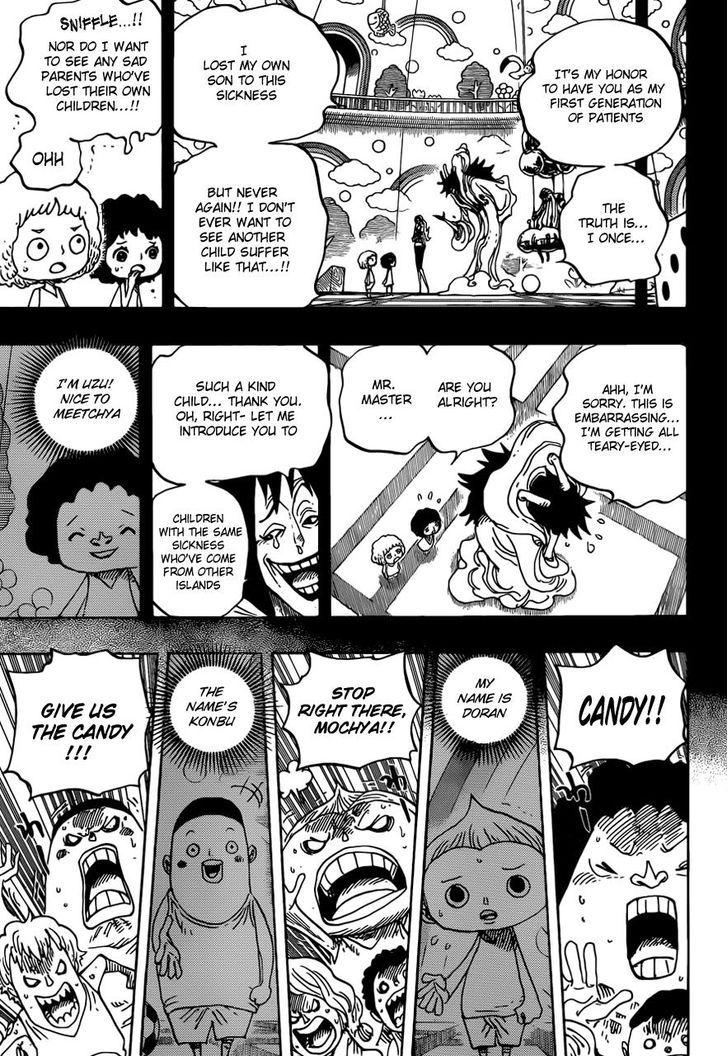 IT'S MY HONOR
TO HAVE YOU AS MY
FIRST GENERATION
OF PATIENTS
THE
TRUTH IS...
I ONCE...
I
LOST MY OWN
SON TO THIS
SICKNESS
BUT NEVER
AGAIN!! I DON'T
EVER WANT TO
SEE ANOTHER
CHILD SUFFER
LIKE THAT...!!
SNIFFLE...!!
NOR DO I WANT
TO SEE ANY SAD
PARENTS WHO'VE
LOST THEIR OWN
CHILDREN...!!
OHH
AHH, I'M
SORRY. THIS IS
EMBARRASSING...
I'M GETTING ALL
TEARY-EYED...
ARE YOU
ALRIGHT?
MR.
MASTER
...
SUCH A KIND
CHILD... THANK YOU.
OH, RIGHT- LET ME
INTRODUCE YOU TO
CHILDREN
WITH THE SAME
SICKNESS
WHO'VE COME
FROM OTHER
ISLANDS
I'M UZU!
NICE TO
MEETCHYA
CANDY!!
MY
NAME IS
DORAN
STOP
RIGHT THERE,
MOCHYA!!
THE
NAME'S
KONBU
GIVE US
THE CANDY
!!!